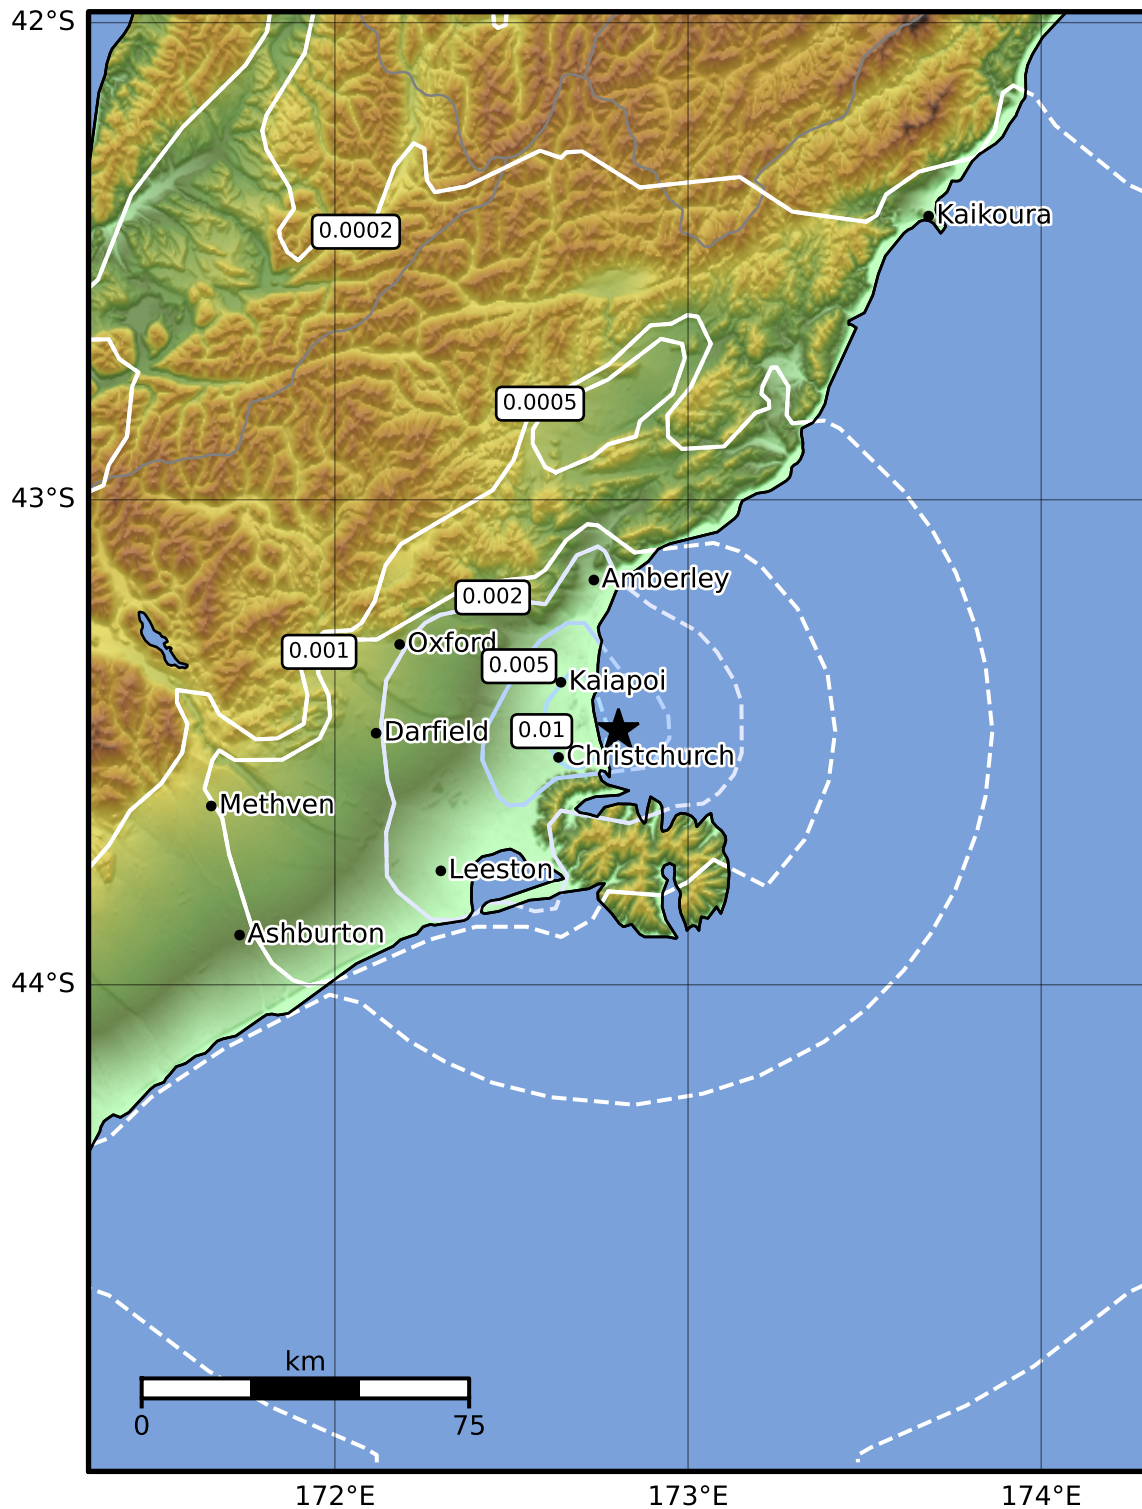 42°S
Kaikoura
0.0002
0.0005
43°S
Amberley
0.002
Oxford
0.001
0.005
Kaiapoi
Darfield
0.01
Christchurch
Methven
Leeston
Ashburton
44°S
km
0 75
172°E 173°E 174°E